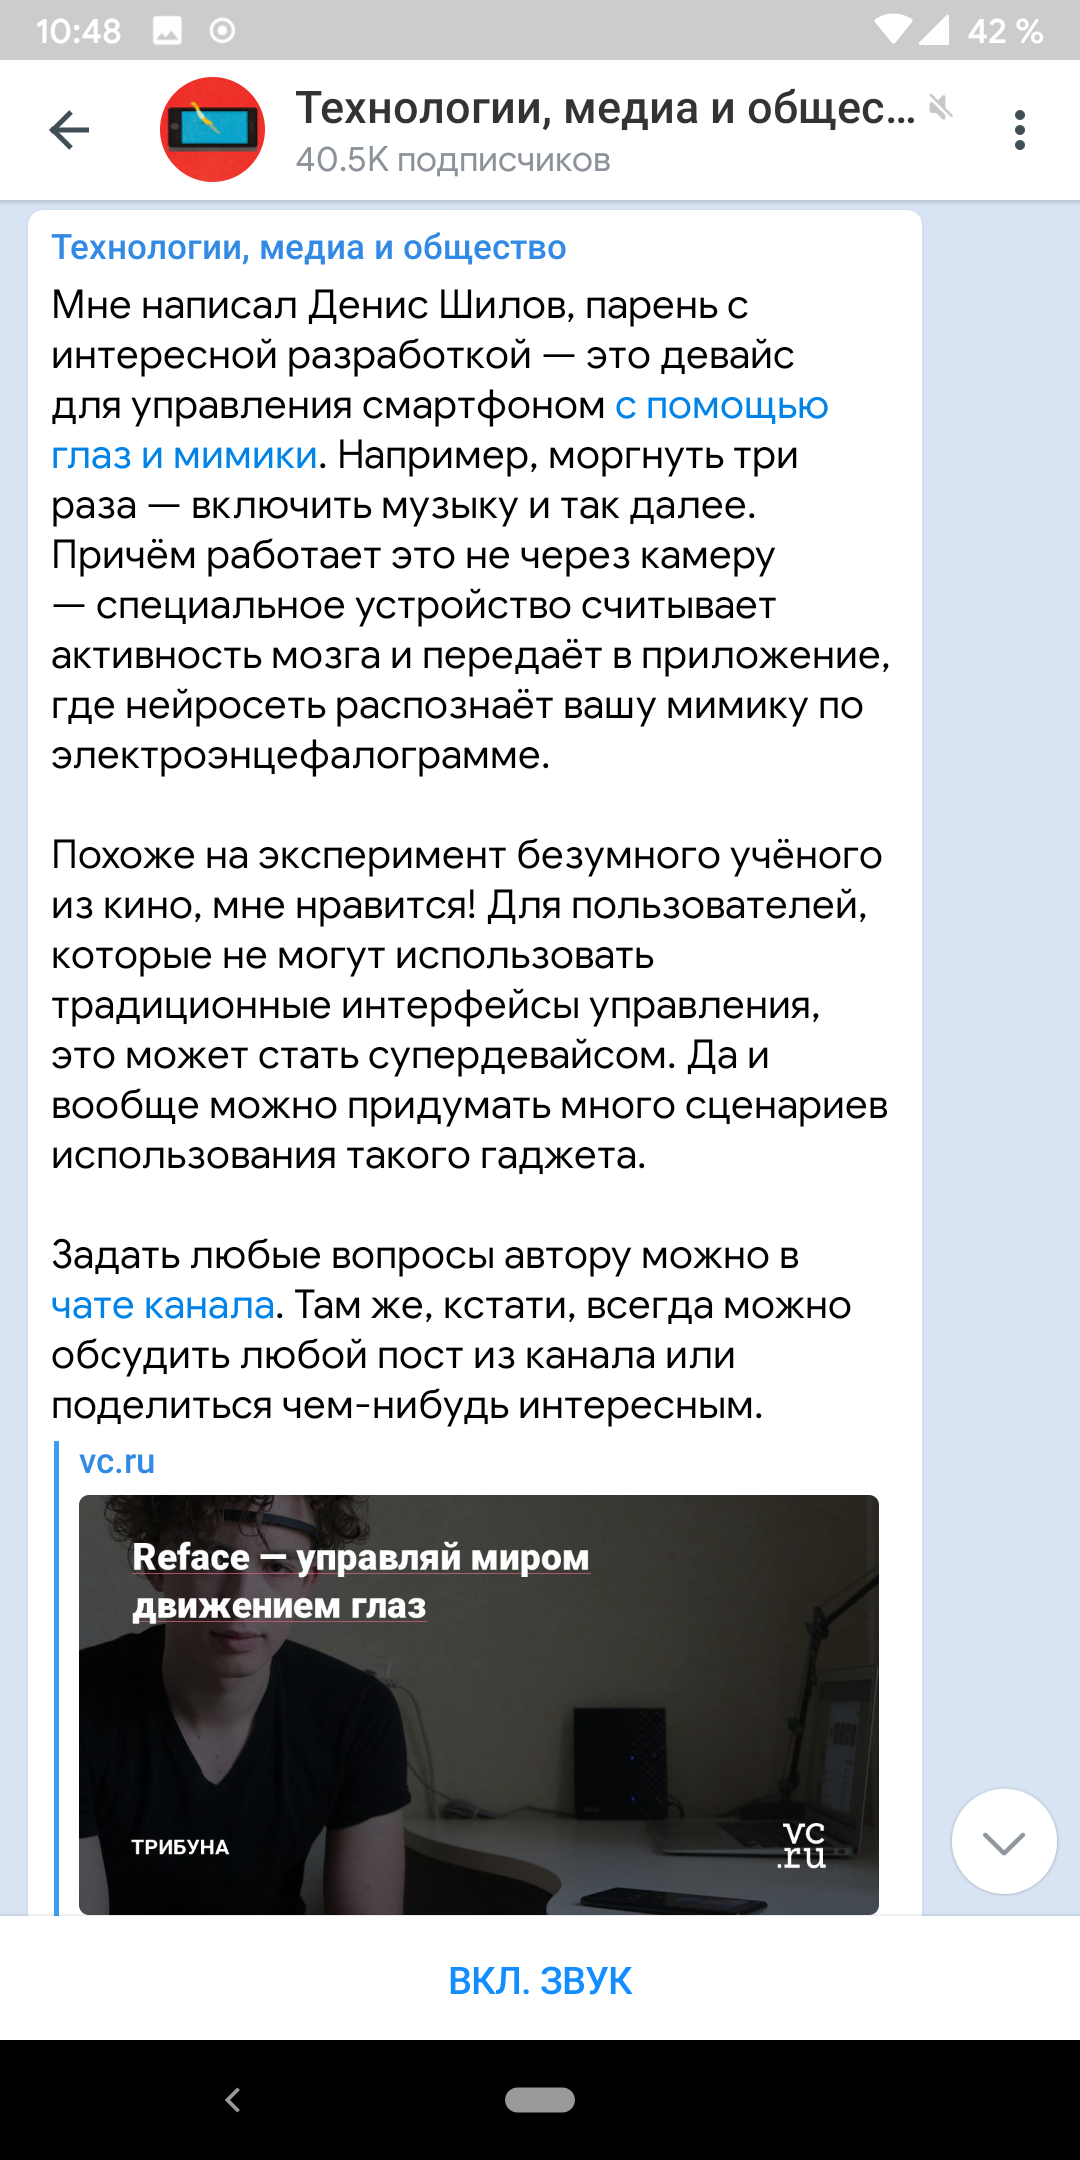 10:48
42 %
Технологии, медиа и общес...
40.5K подписчиков
Технологии, медиа и общество
Мне написал Денис Шилов, парень с
интересной разработкой — это девайс
для управления смартфоном с помощью
глаз и мимики. Например, моргнуть три
раза — включить музыку и так далее.
Причём работает это не через камеру
— специальное устройство считывает
активность мозга и передаёт в приложение,
где нейросеть распознаёт вашу мимику по
электроэнцефалограмме.
Похоже на эксперимент безумного учёного
из кино, мне нравится! Для пользователей,
которые не могут использовать
традиционные интерфейсы управления,
это может стать супердевайсом. Да и
вообще можно придумать много сценариев
использования такого гаджета.
Задать любые вопросы автору можно в
чате канала. Там же, кстати, всегда можно
обсудить любой пост из канала или
поделиться чем-нибудь интересным.
vc.ru
Reface — управляй миром
движением глаз
ТРИБУНА
vc
.ru
ВКЛ. ЗВУК